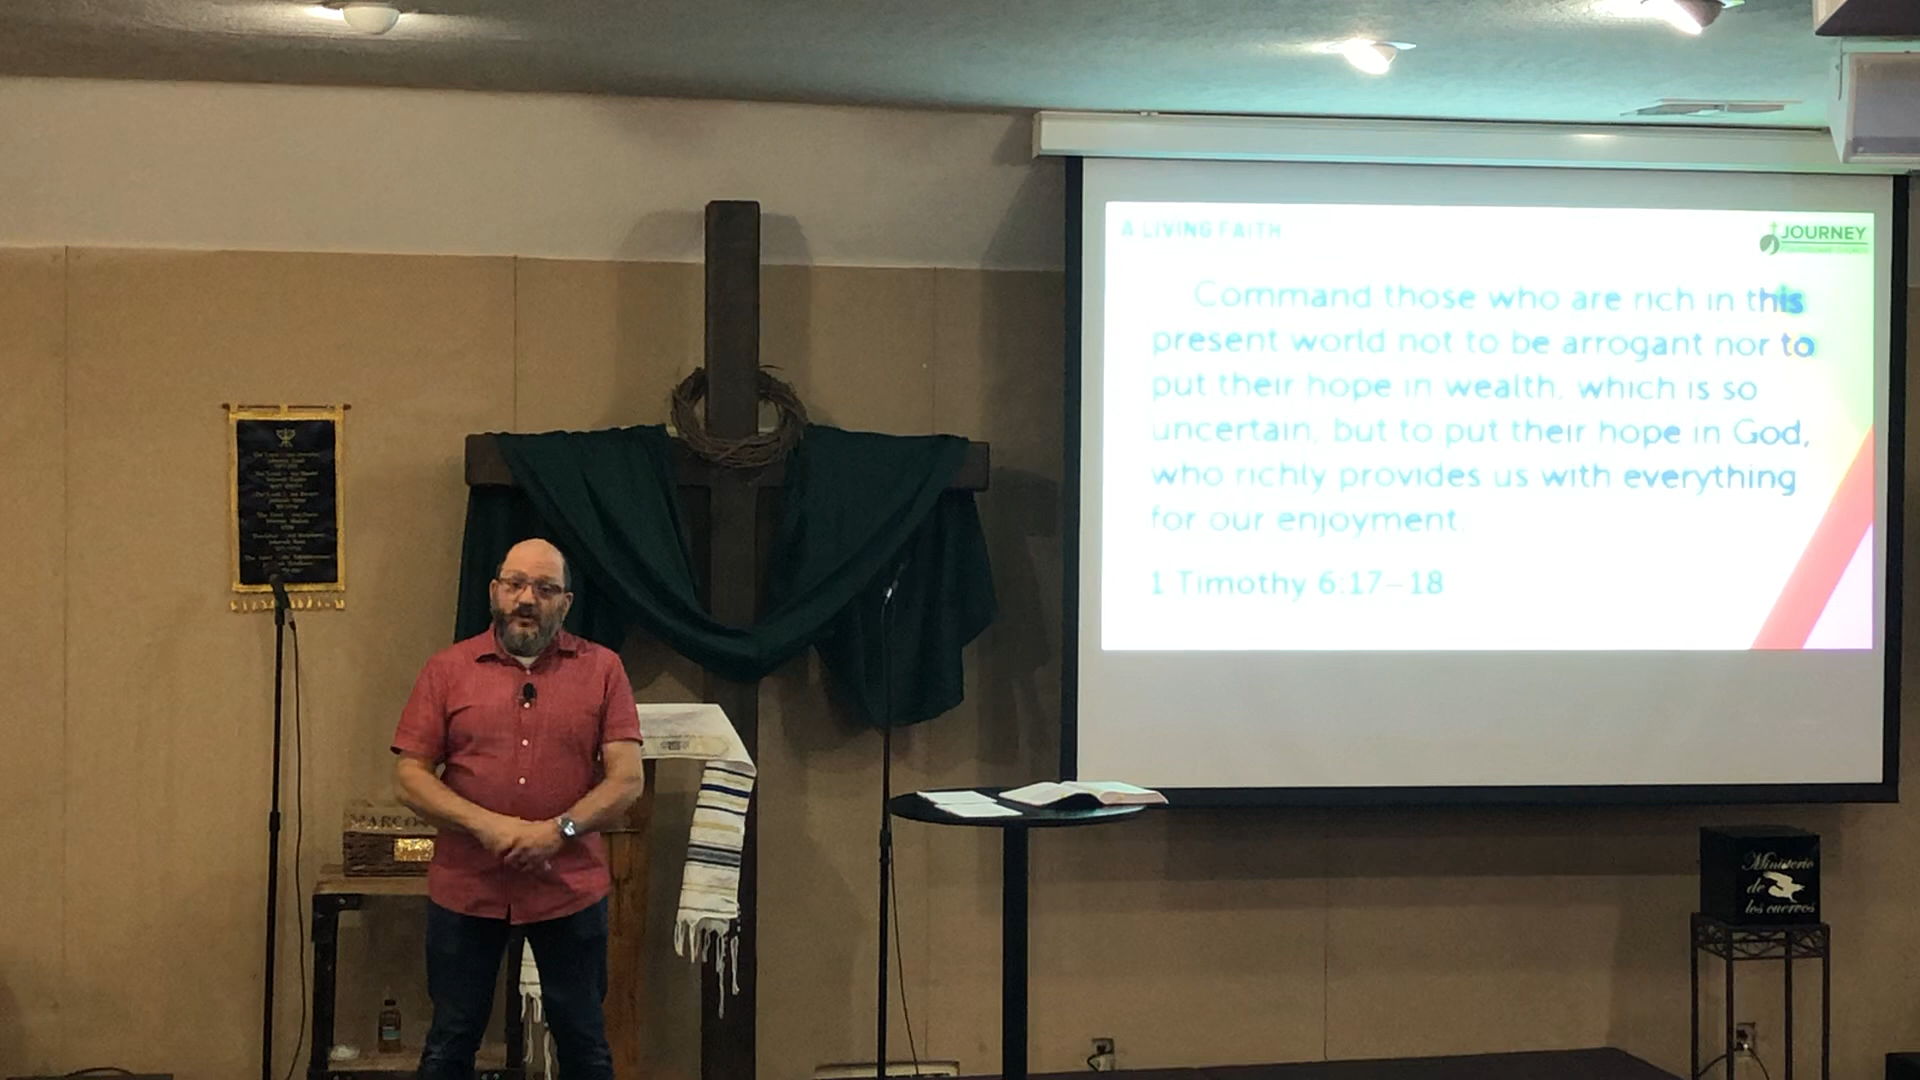 A LIVING FAITH
JOURNEY
Command those who are rich in this
present world not to be arrogant nor to
put their hope in wealth, which is so
uncertain, but to put their hope in God,
who richly provides us with everything
for our enjoyment.
1 Timothy 6:17–18
MARCOS
Ministerio
de
los cuervos